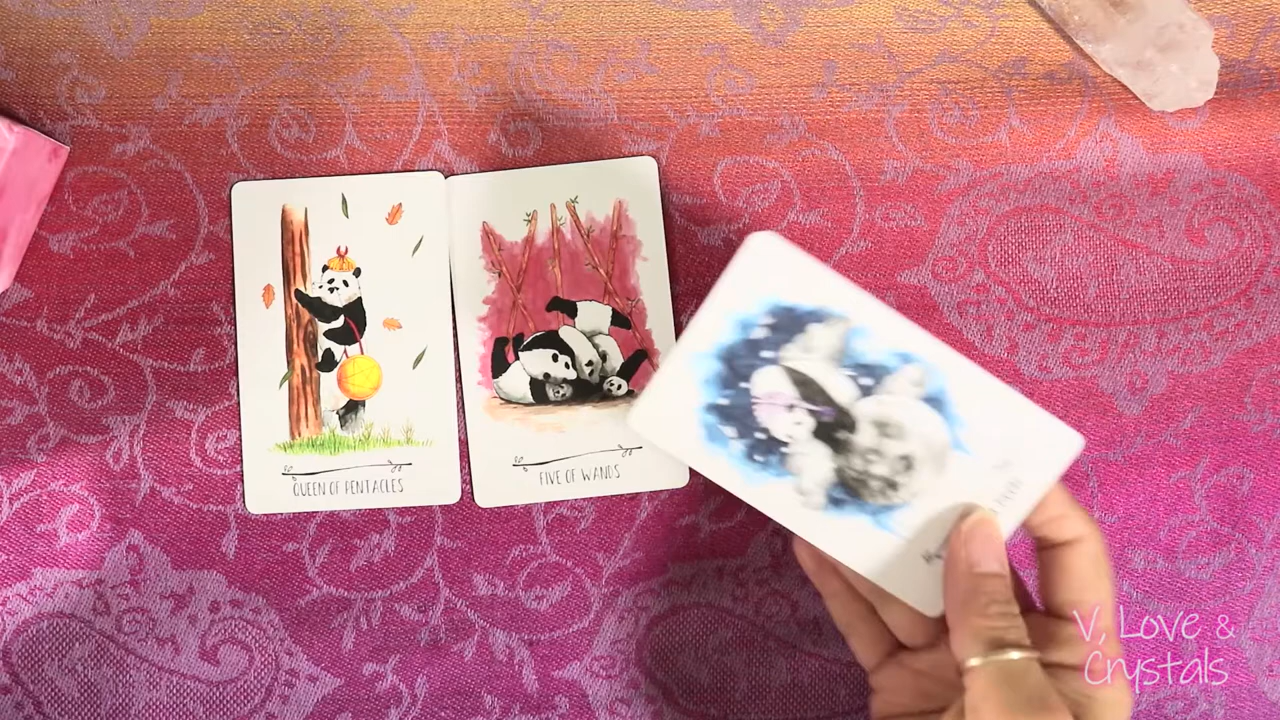 QUEEN OF PENTACLES
FIVE OF WANDS
V, Love &
Crystals